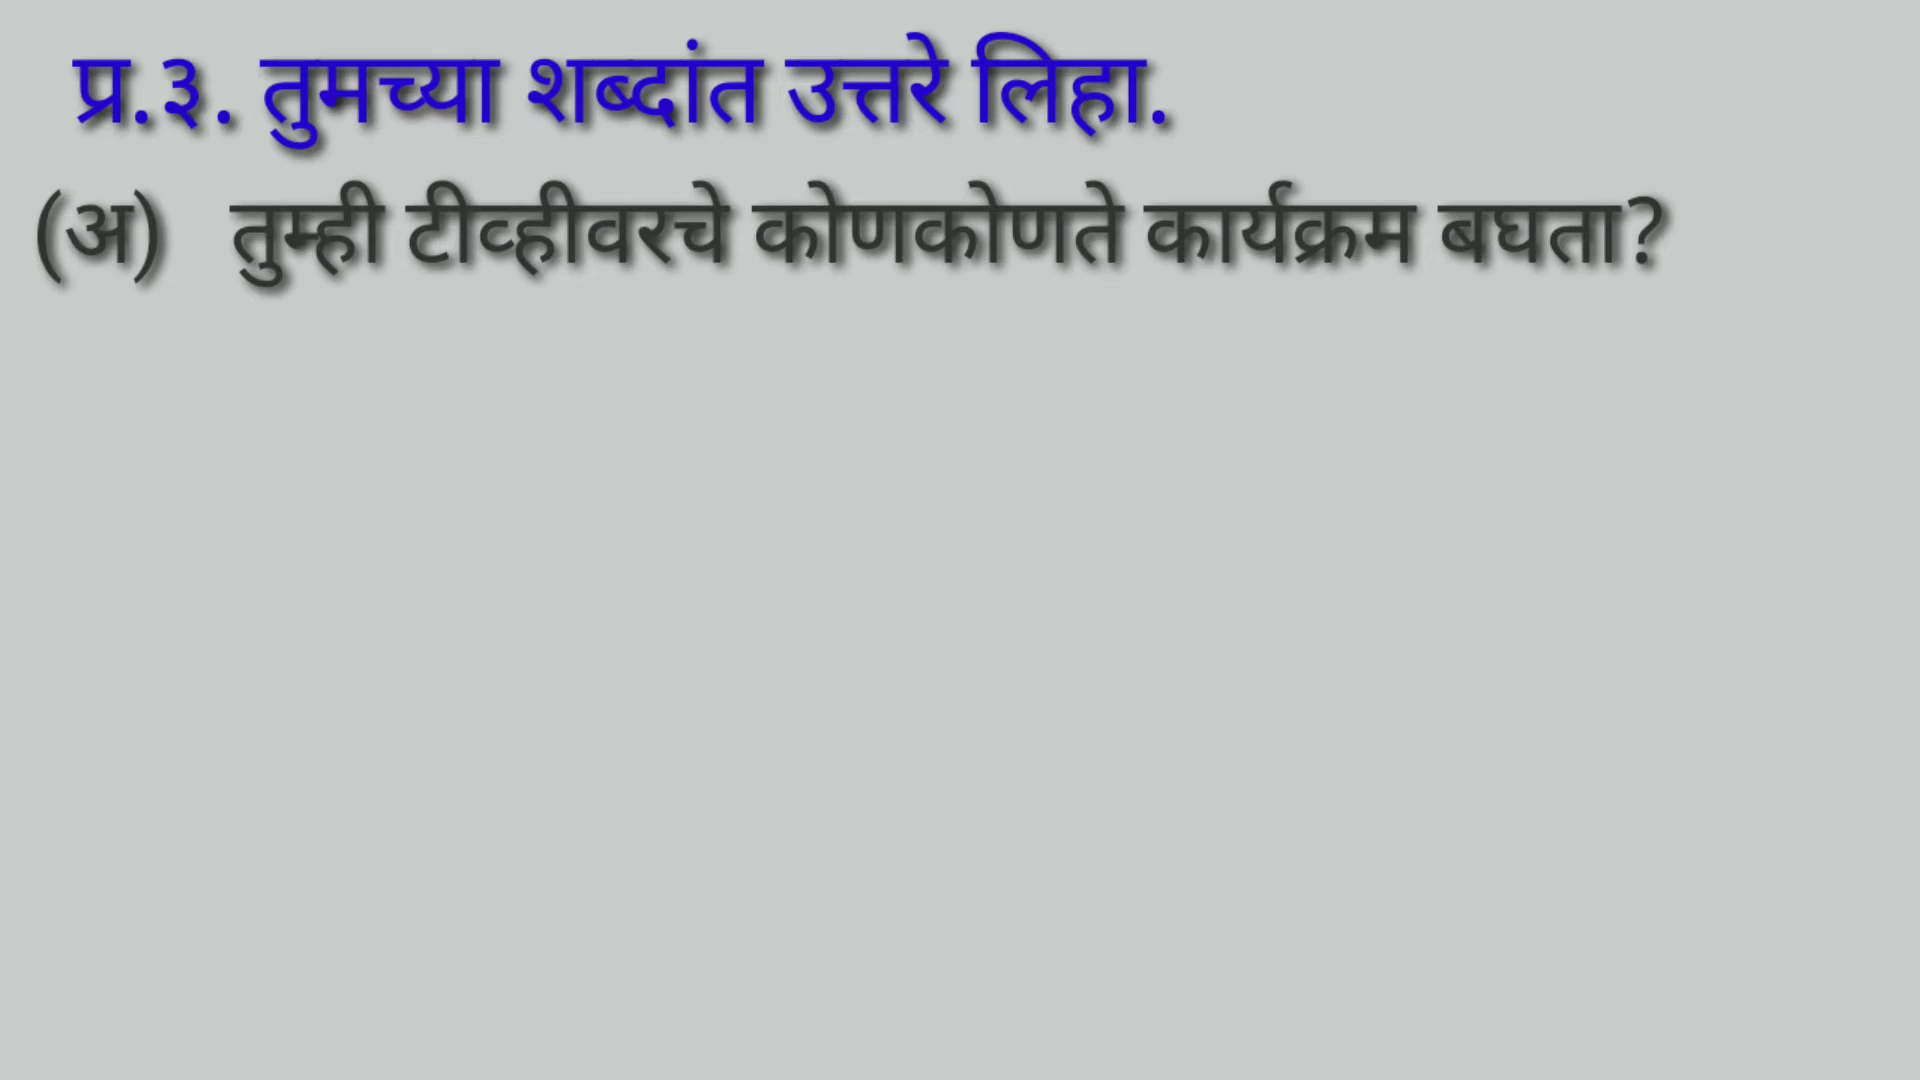 प्र.३. तुमच्या शब्दांत उत्तरे लिहा.
(अ) तुम्ही टीव्हीवरचे कोणकोणते कार्यक्रम बघता?